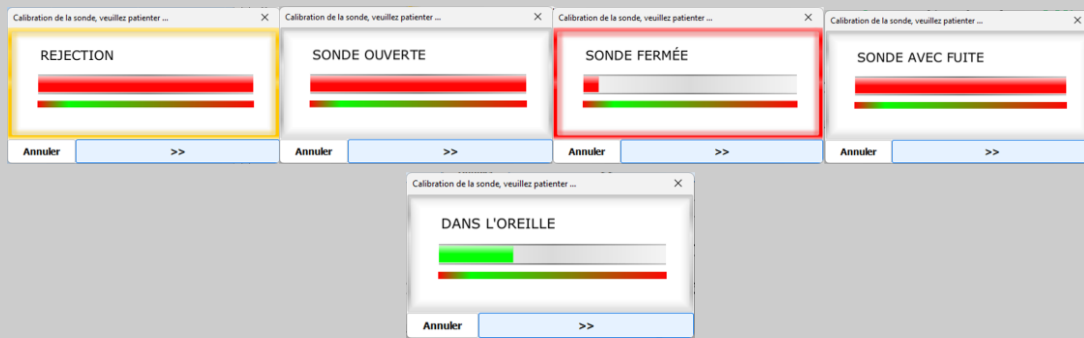 Calibration de la sonde, veuillez patienter ...
REJECTION
Annuler >>
Calibration de la sonde, veuillez patienter ...
SONDE OUVERTE
Annuler >>
Calibration de la sonde, veuillez patienter ...
SONDE FERMÉE
Annuler >>
Calibration de la sonde, veuillez patienter ...
SONDE AVEC FUITE
Annuler >>
Calibration de la sonde, veuillez patienter ...
DANS L'OREILLE
Annuler >>